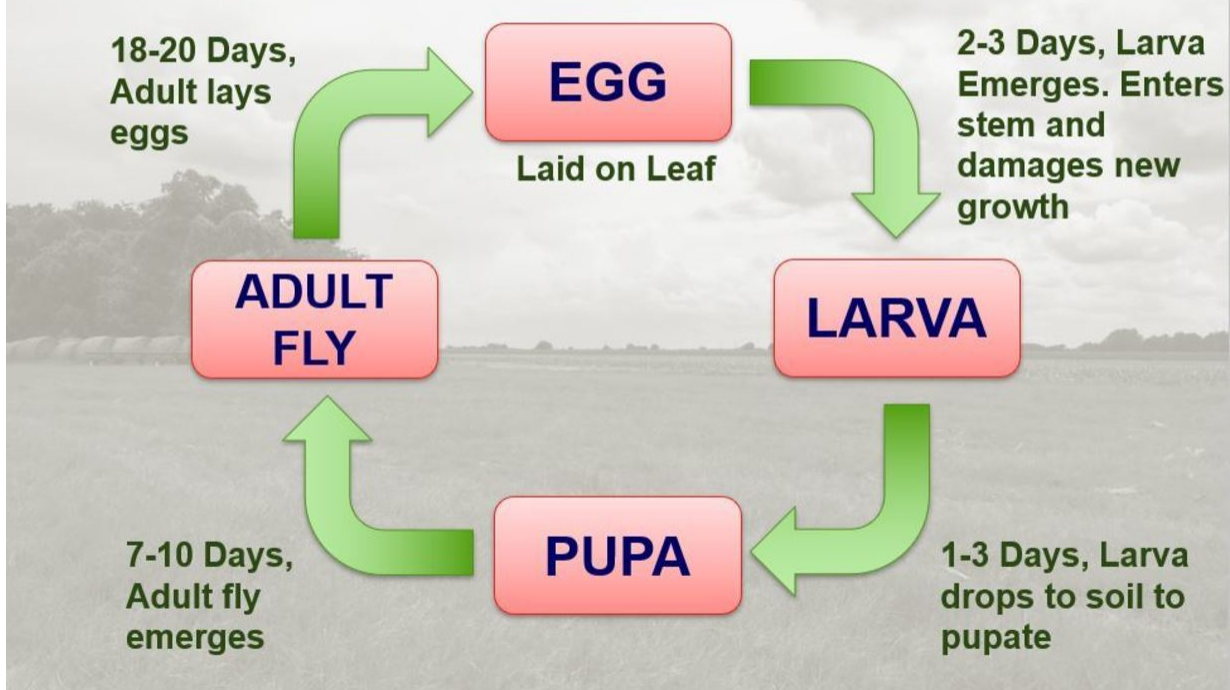 18-20 Days,
Adult lays
eggs
EGG
Laid on Leaf
2-3 Days, Larva
Emerges. Enters
stem and
damages new
growth
ADULT
FLY
LARVA
7-10 Days,
Adult fly
emerges
PUPA
1-3 Days, Larva
drops to soil to
pupate